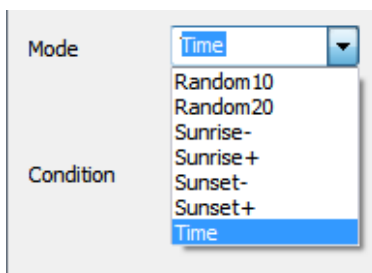 Mode
Time
Random10
Random20
Sunrise-
Sunrise+
Condition
Sunset-
Sunset+
Time